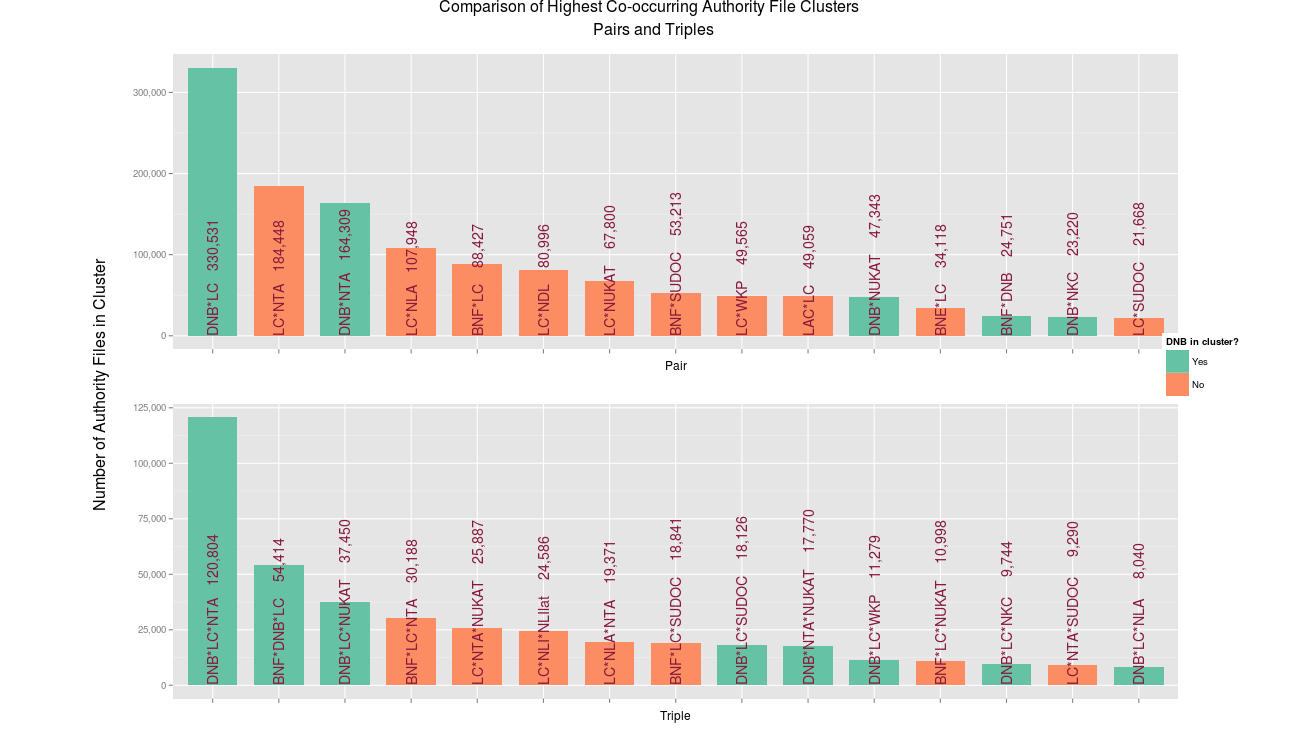 Comparison of Highest Co-occurring Authority File Clusters
Pairs and Triples
Number of Authority Files in Cluster
300,000
200,000
100,000
0
DNB*LC 330,531
LC*NTA 184,448
DNB*NTA 164,309
LC*NLA 107,948
BNF*LC 88,427
LC*NDL 80,996
LC*NUKAT 67,800
BNF*SUDOC 53,213
LC*WKP 49,565
LAC*LC 49,059
DNB*NUKAT 47,343
BNE*LC 34,118
BNF*DNB 24,751
DNB*NKC 23,220
LC*SUDOC 21,668
Pair
DNB in cluster?
Yes
No
125,000
100,000
75,000
50,000
25,000
0
DNB*LC*NTA 120,804
BNF*DNB*LC 54,414
DNB*LC*NUKAT 37,450
BNF*LC*NTA 30,188
LC*NTA*NUKAT 25,887
LC*NLI*NLIlat 24,586
LC*NLA*NTA 19,371
BNF*LC*SUDOC 18,841
DNB*LC*SUDOC 18,126
DNB*NTA*NUKAT 17,770
DNB*LC*WKP 11,279
BNF*LC*NUKAT 10,998
DNB*LC*NKC 9,744
LC*NTA*SUDOC 9,290
DNB*LC*NLA 8,040
Triple